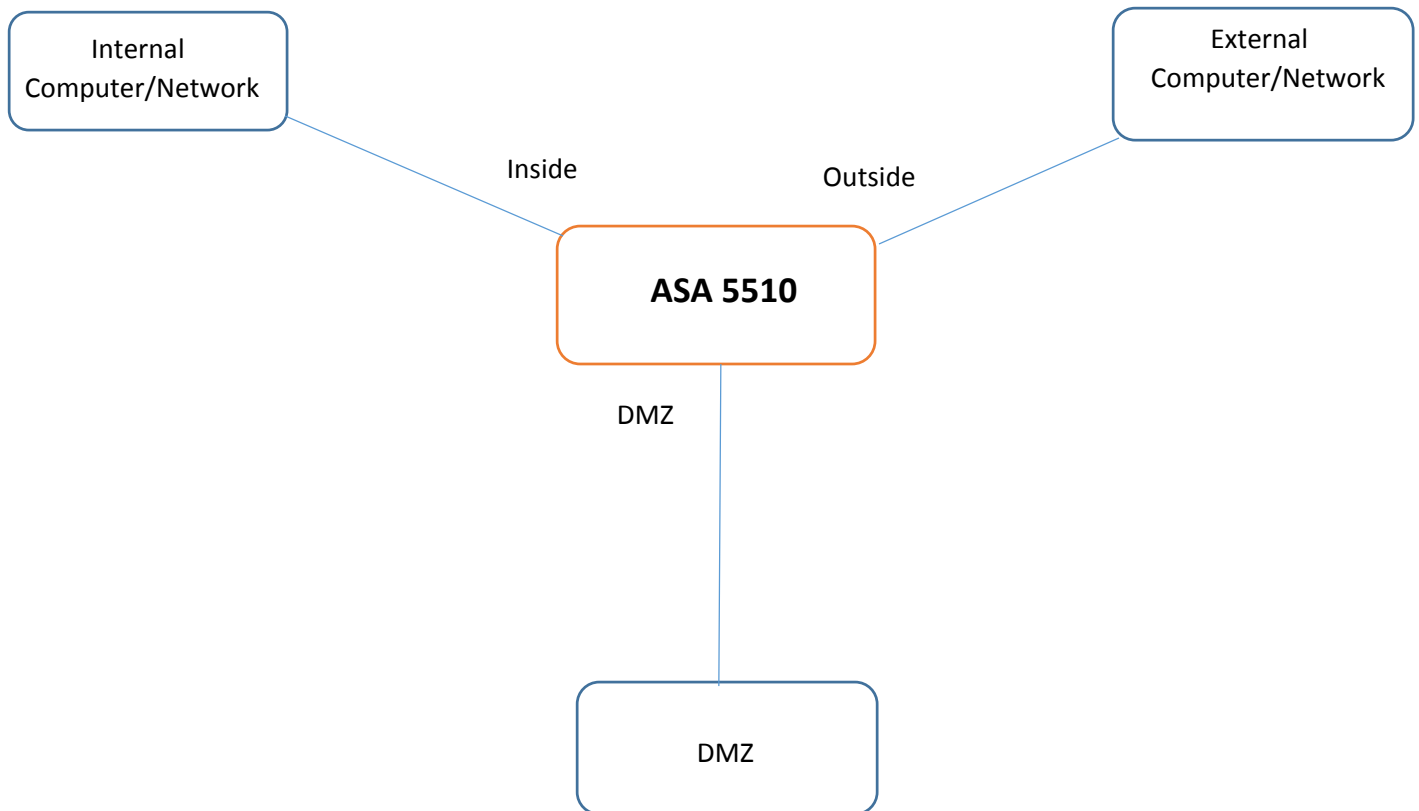 Internal
Computer/Network
External
Computer/Network
Inside
Outside
ASA 5510
DMZ
DMZ